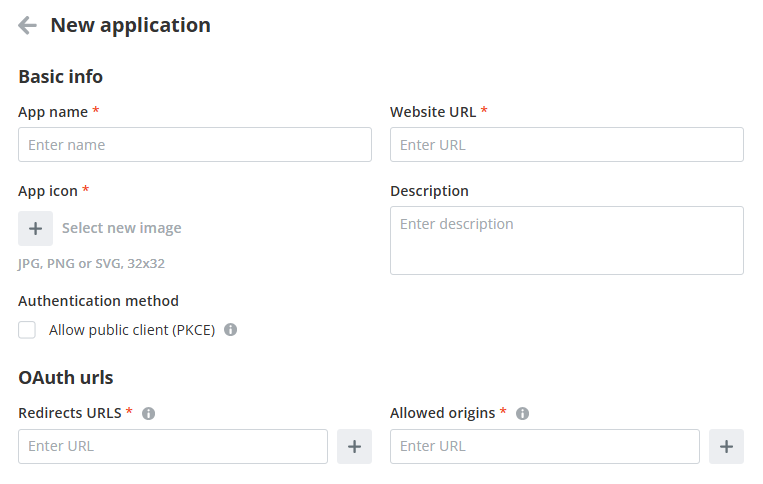 New application
Basic info
App name *
Enter name
Website URL *
Enter URL
App icon *
Select new image
JPG, PNG or SVG, 32x32
Description
Enter description
Authentication method
Allow public client (PKCE)
OAuth urls
Redirects URLS *
Enter URL
Allowed origins *
Enter URL